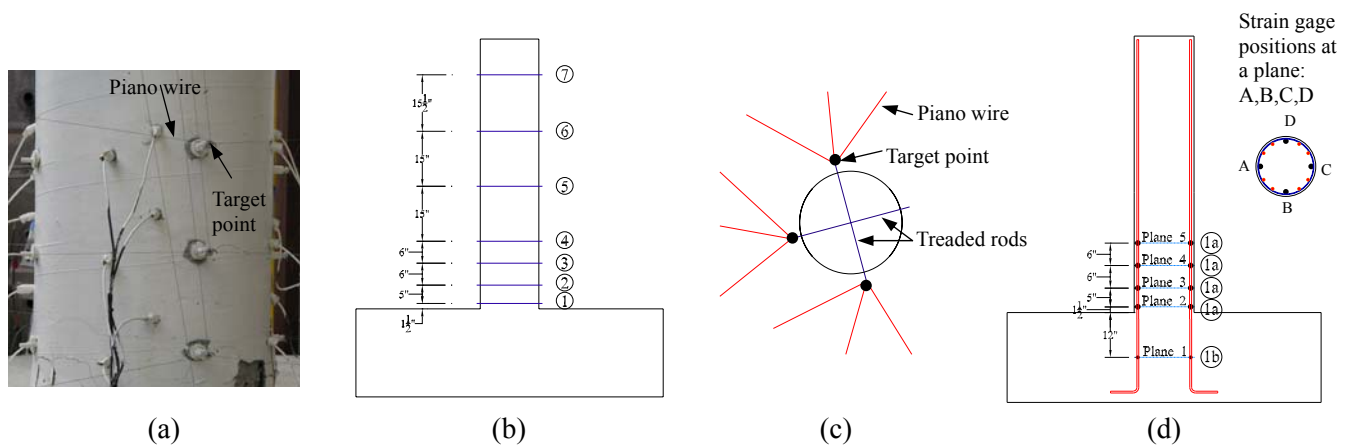 Piano wire
Target
point
(a)
⑦
15½"
⑥
15"
⑤
15"
④
6"
③
6"
②
5"
①
1½"
(b)
Piano wire
Target point
Treaded rods
(c)
Strain gage
positions at
a plane:
A,B,C,D
D
A
C
B
Plane 5
1a
6"
Plane 4
1a
6"
Plane 3
1a
5"
Plane 2
1a
1½"
12"
Plane 1
1b
(d)